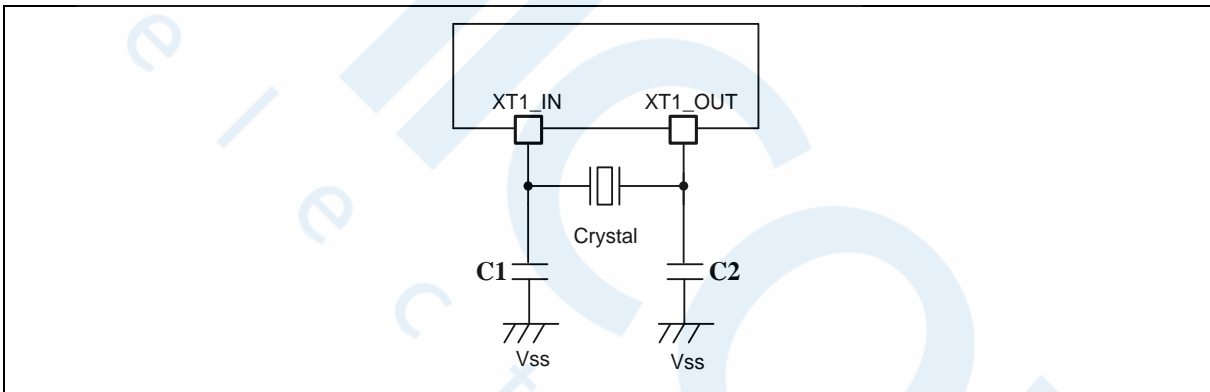 XT1_IN XT1_OUT
Crystal
C1 C2
Vss Vss
e l e c t